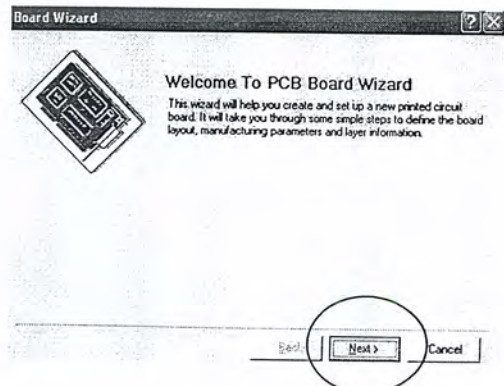 Board Wizard
Welcome To PCB Board Wizard
This wizard will help you create and set up a new printed circuit
board. It will take you through some simple steps to define the board
layout, manufacturing parameters and layer information.
Back Next > Cancel